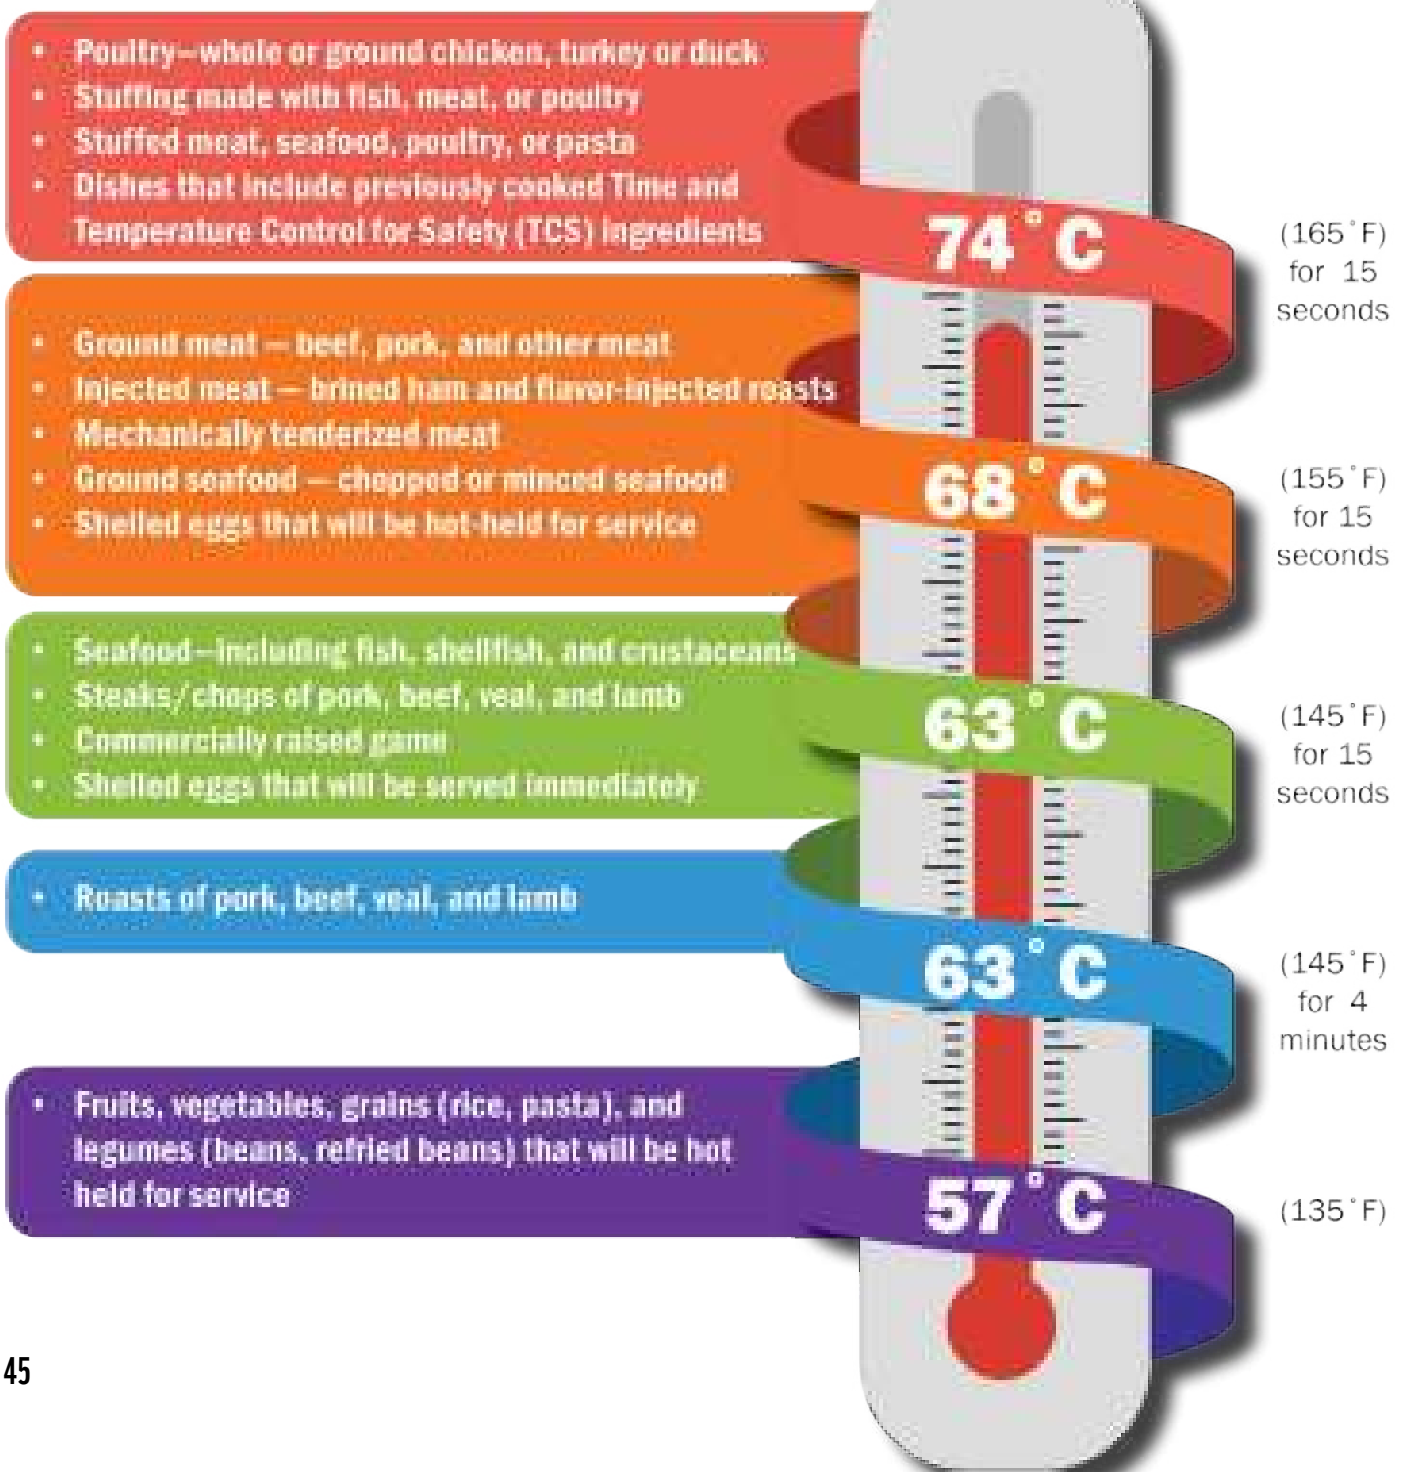 • Poultry—whole or ground chicken, turkey or duck
• Stuffing made with fish, meat, or poultry
• Stuffed meat, seafood, poultry, or pasta
• Dishes that include previously cooked Time and
Temperature Control for Safety (TCS) ingredients
74°C
(165°F)
for 15
seconds
• Ground meat — beef, pork, and other meat
• Injected meat — brined ham and flavor-injected roasts
• Mechanically tenderized meat
• Ground seafood — chopped or minced seafood
• Shelled eggs that will be hot-held for service
68°C
(155°F)
for 15
seconds
• Seafood—including fish, shellfish, and crustaceans
• Steaks/chops of pork, beef, veal, and lamb
• Commercially raised game
• Shelled eggs that will be served immediately
63°C
(145°F)
for 15
seconds
• Roasts of pork, beef, veal, and lamb
63°C
(145°F)
for 4
minutes
• Fruits, vegetables, grains (rice, pasta), and
legumes (beans, refried beans) that will be hot
held for service
57°C
(135°F)
45